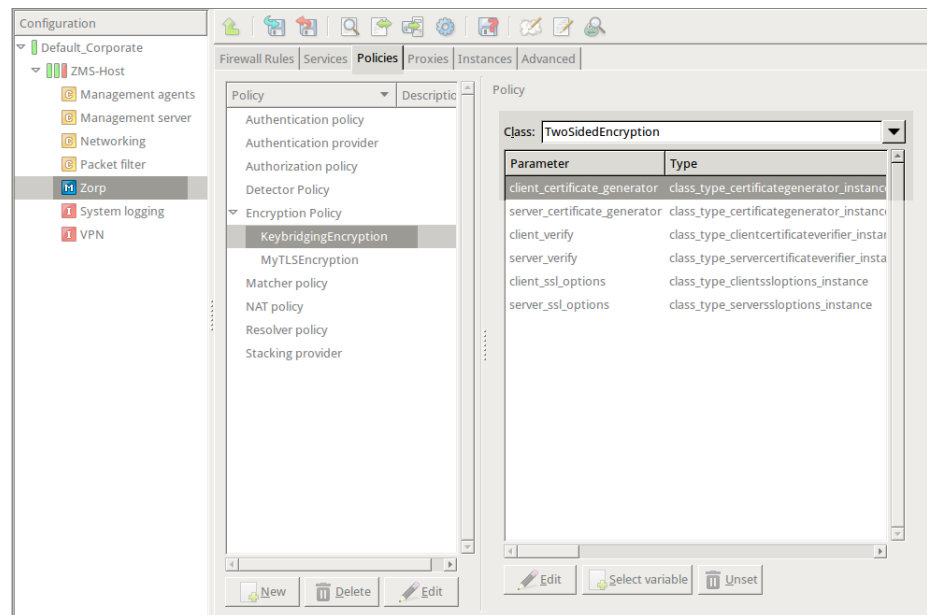 Configuration
Default_Corporate
ZMS-Host
Management agents
Management server
Networking
Packet filter
Zorp
System logging
VPN
Firewall Rules Services Policies Proxies Instances Advanced
Policy Descriptio
Authentication policy
Authentication provider
Authorization policy
Detector Policy
Encryption Policy
KeybridgingEncryption
MyTLSEncryption
Matcher policy
NAT policy
Resolver policy
Stacking provider
New Delete Edit
Policy
Class: TwoSidedEncryption
Parameter Type
client_certificate_generator class_type_certificategenerator_instanc
server_certificate_generator class_type_certificategenerator_instanc
client_verify class_type_clientcertificateverifier_instan
server_verify class_type_servercertificateverifier_insta
client_ssl_options class_type_clientssloptions_instance
server_ssl_options class_type_serverssloptions_instance
Edit Select variable Unset